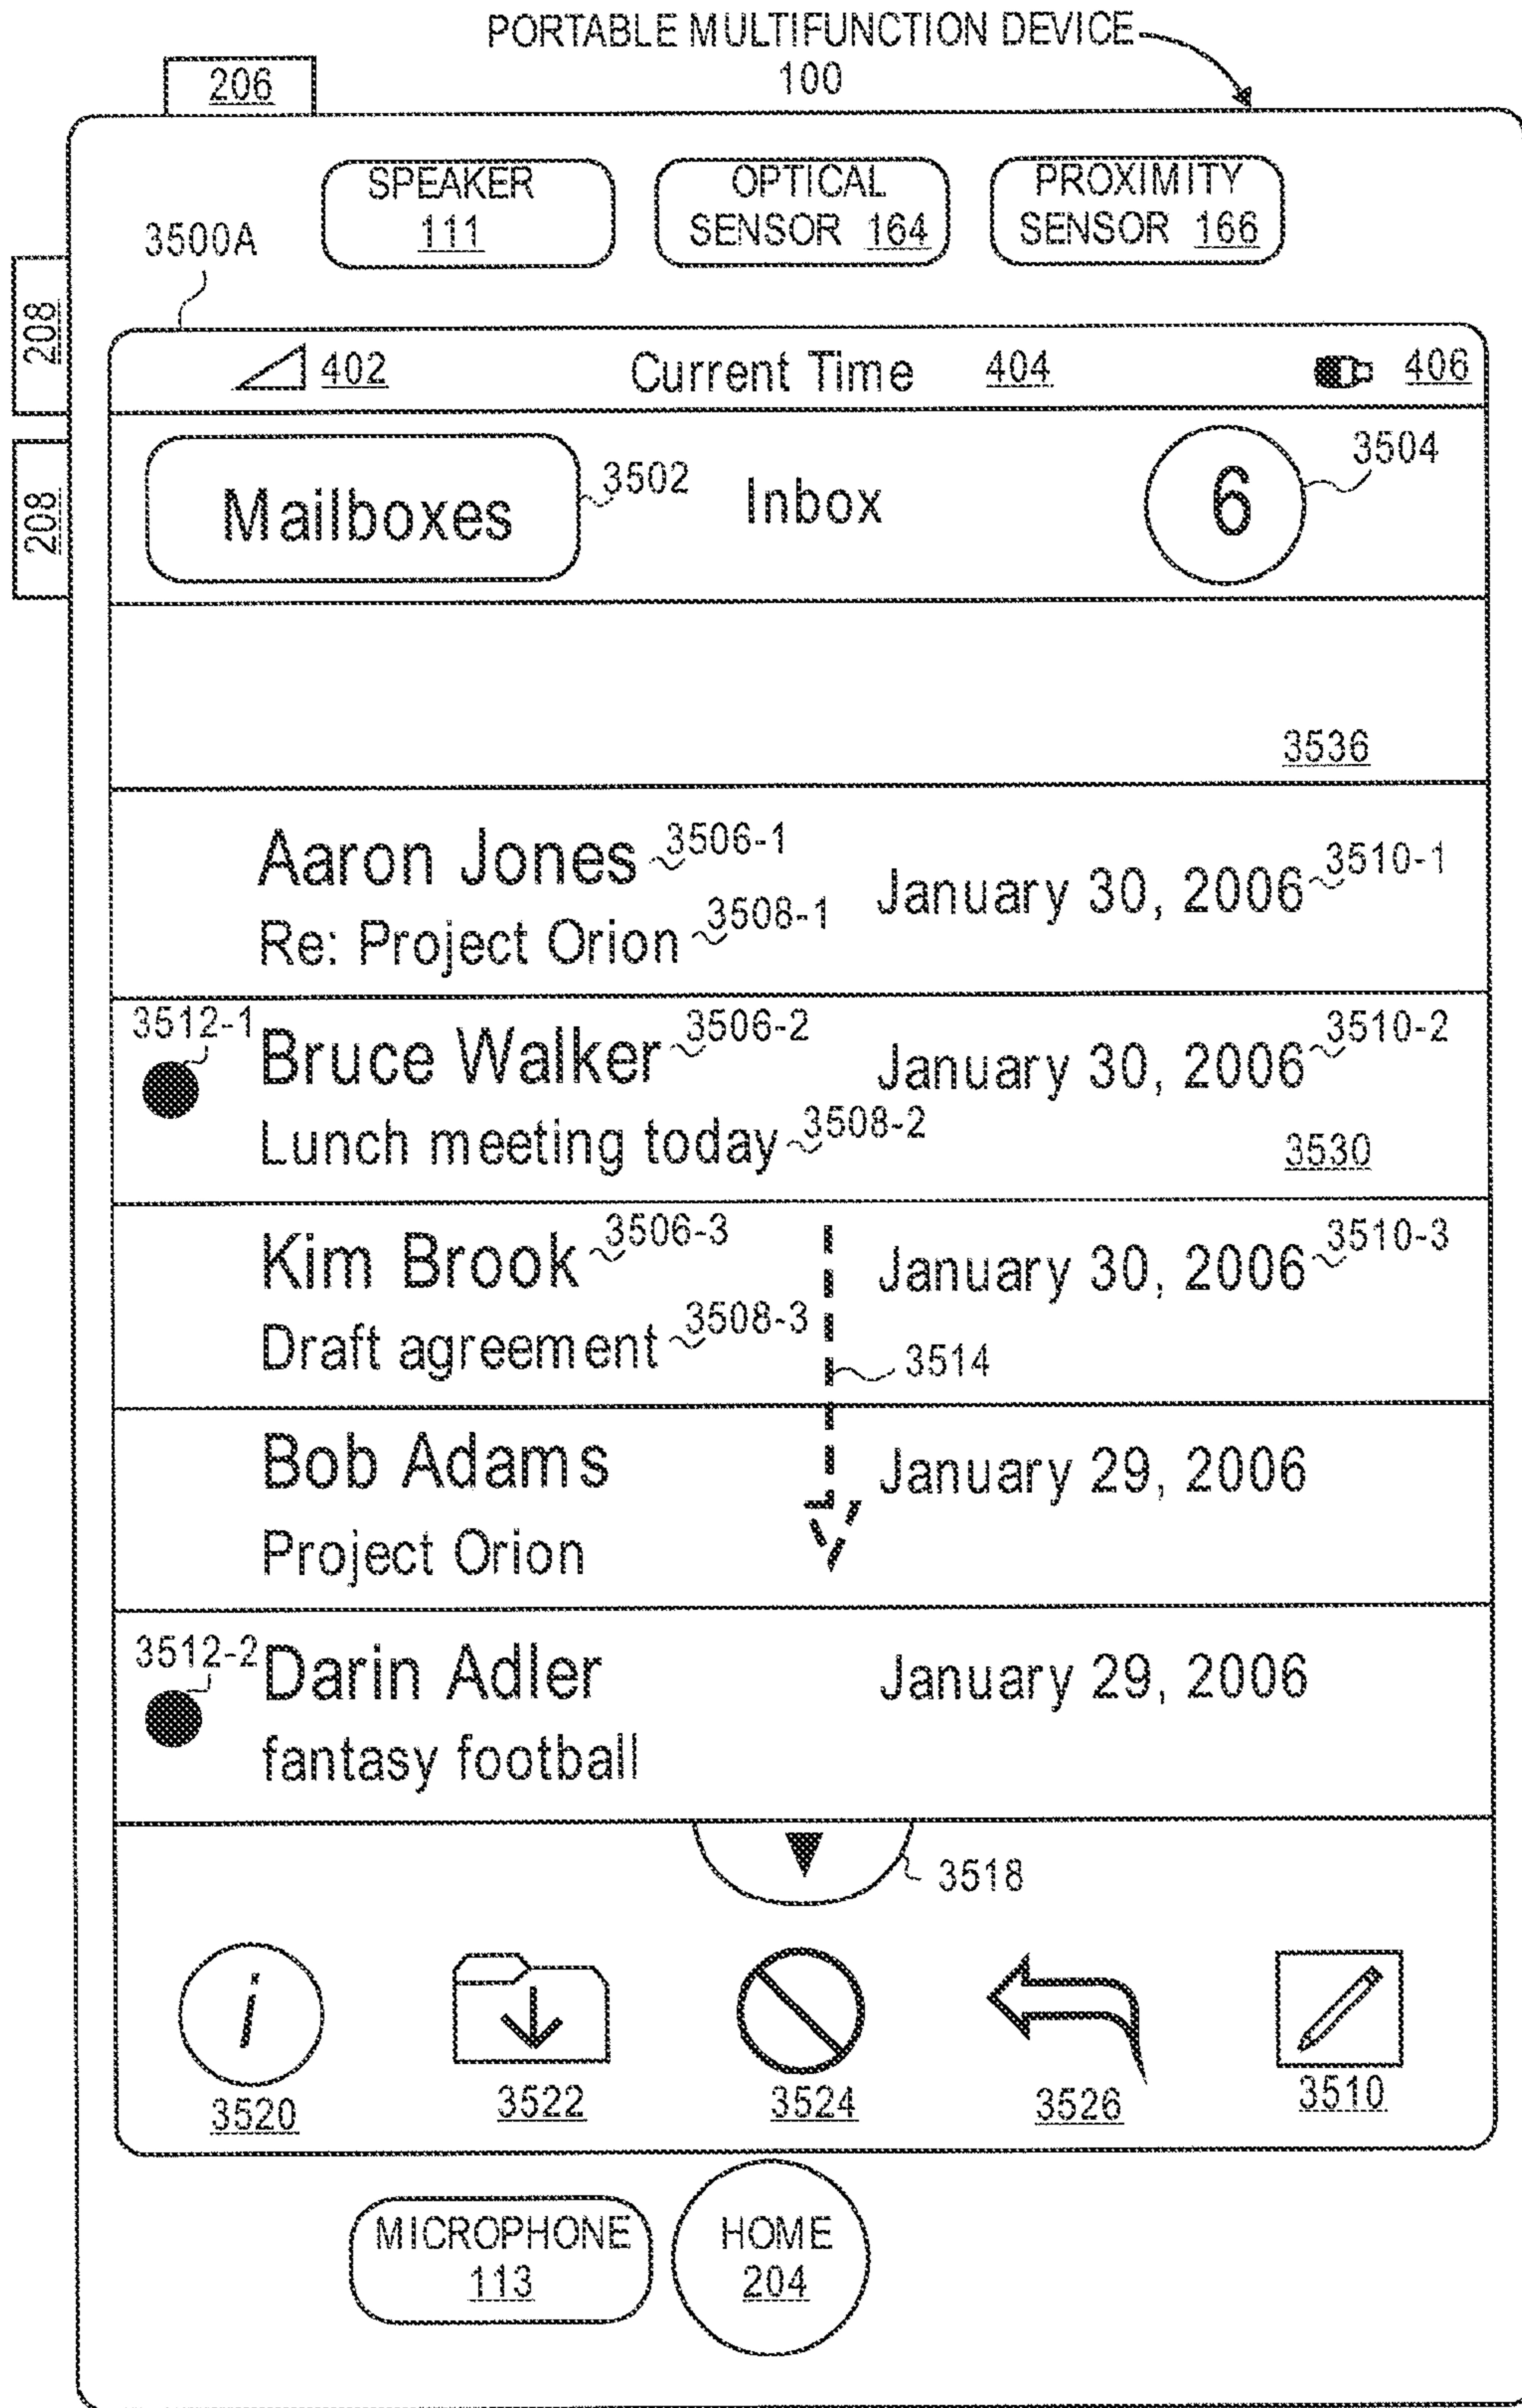 PORTABLE MULTIFUNCTION DEVICE
100
206
SPEAKER
111
OPTICAL
SENSOR 164
PROXIMITY
SENSOR 166
3500A
208
208
402
Current Time 404
406
Mailboxes
3502
Inbox
6
3504
3536
Aaron Jones 3506-1
Re: Project Orion 3508-1
January 30, 2006 3510-1
3512-1
Bruce Walker 3506-2
January 30, 2006 3510-2
Lunch meeting today 3508-2
3530
Kim Brook 3506-3
January 30, 2006 3510-3
Draft agreement 3508-3
3514
Bob Adams
January 29, 2006
Project Orion
3512-2
Darin Adler
January 29, 2006
fantasy football
3518
i
3520
3522
3524
3526
3510
MICROPHONE
113
HOME
204